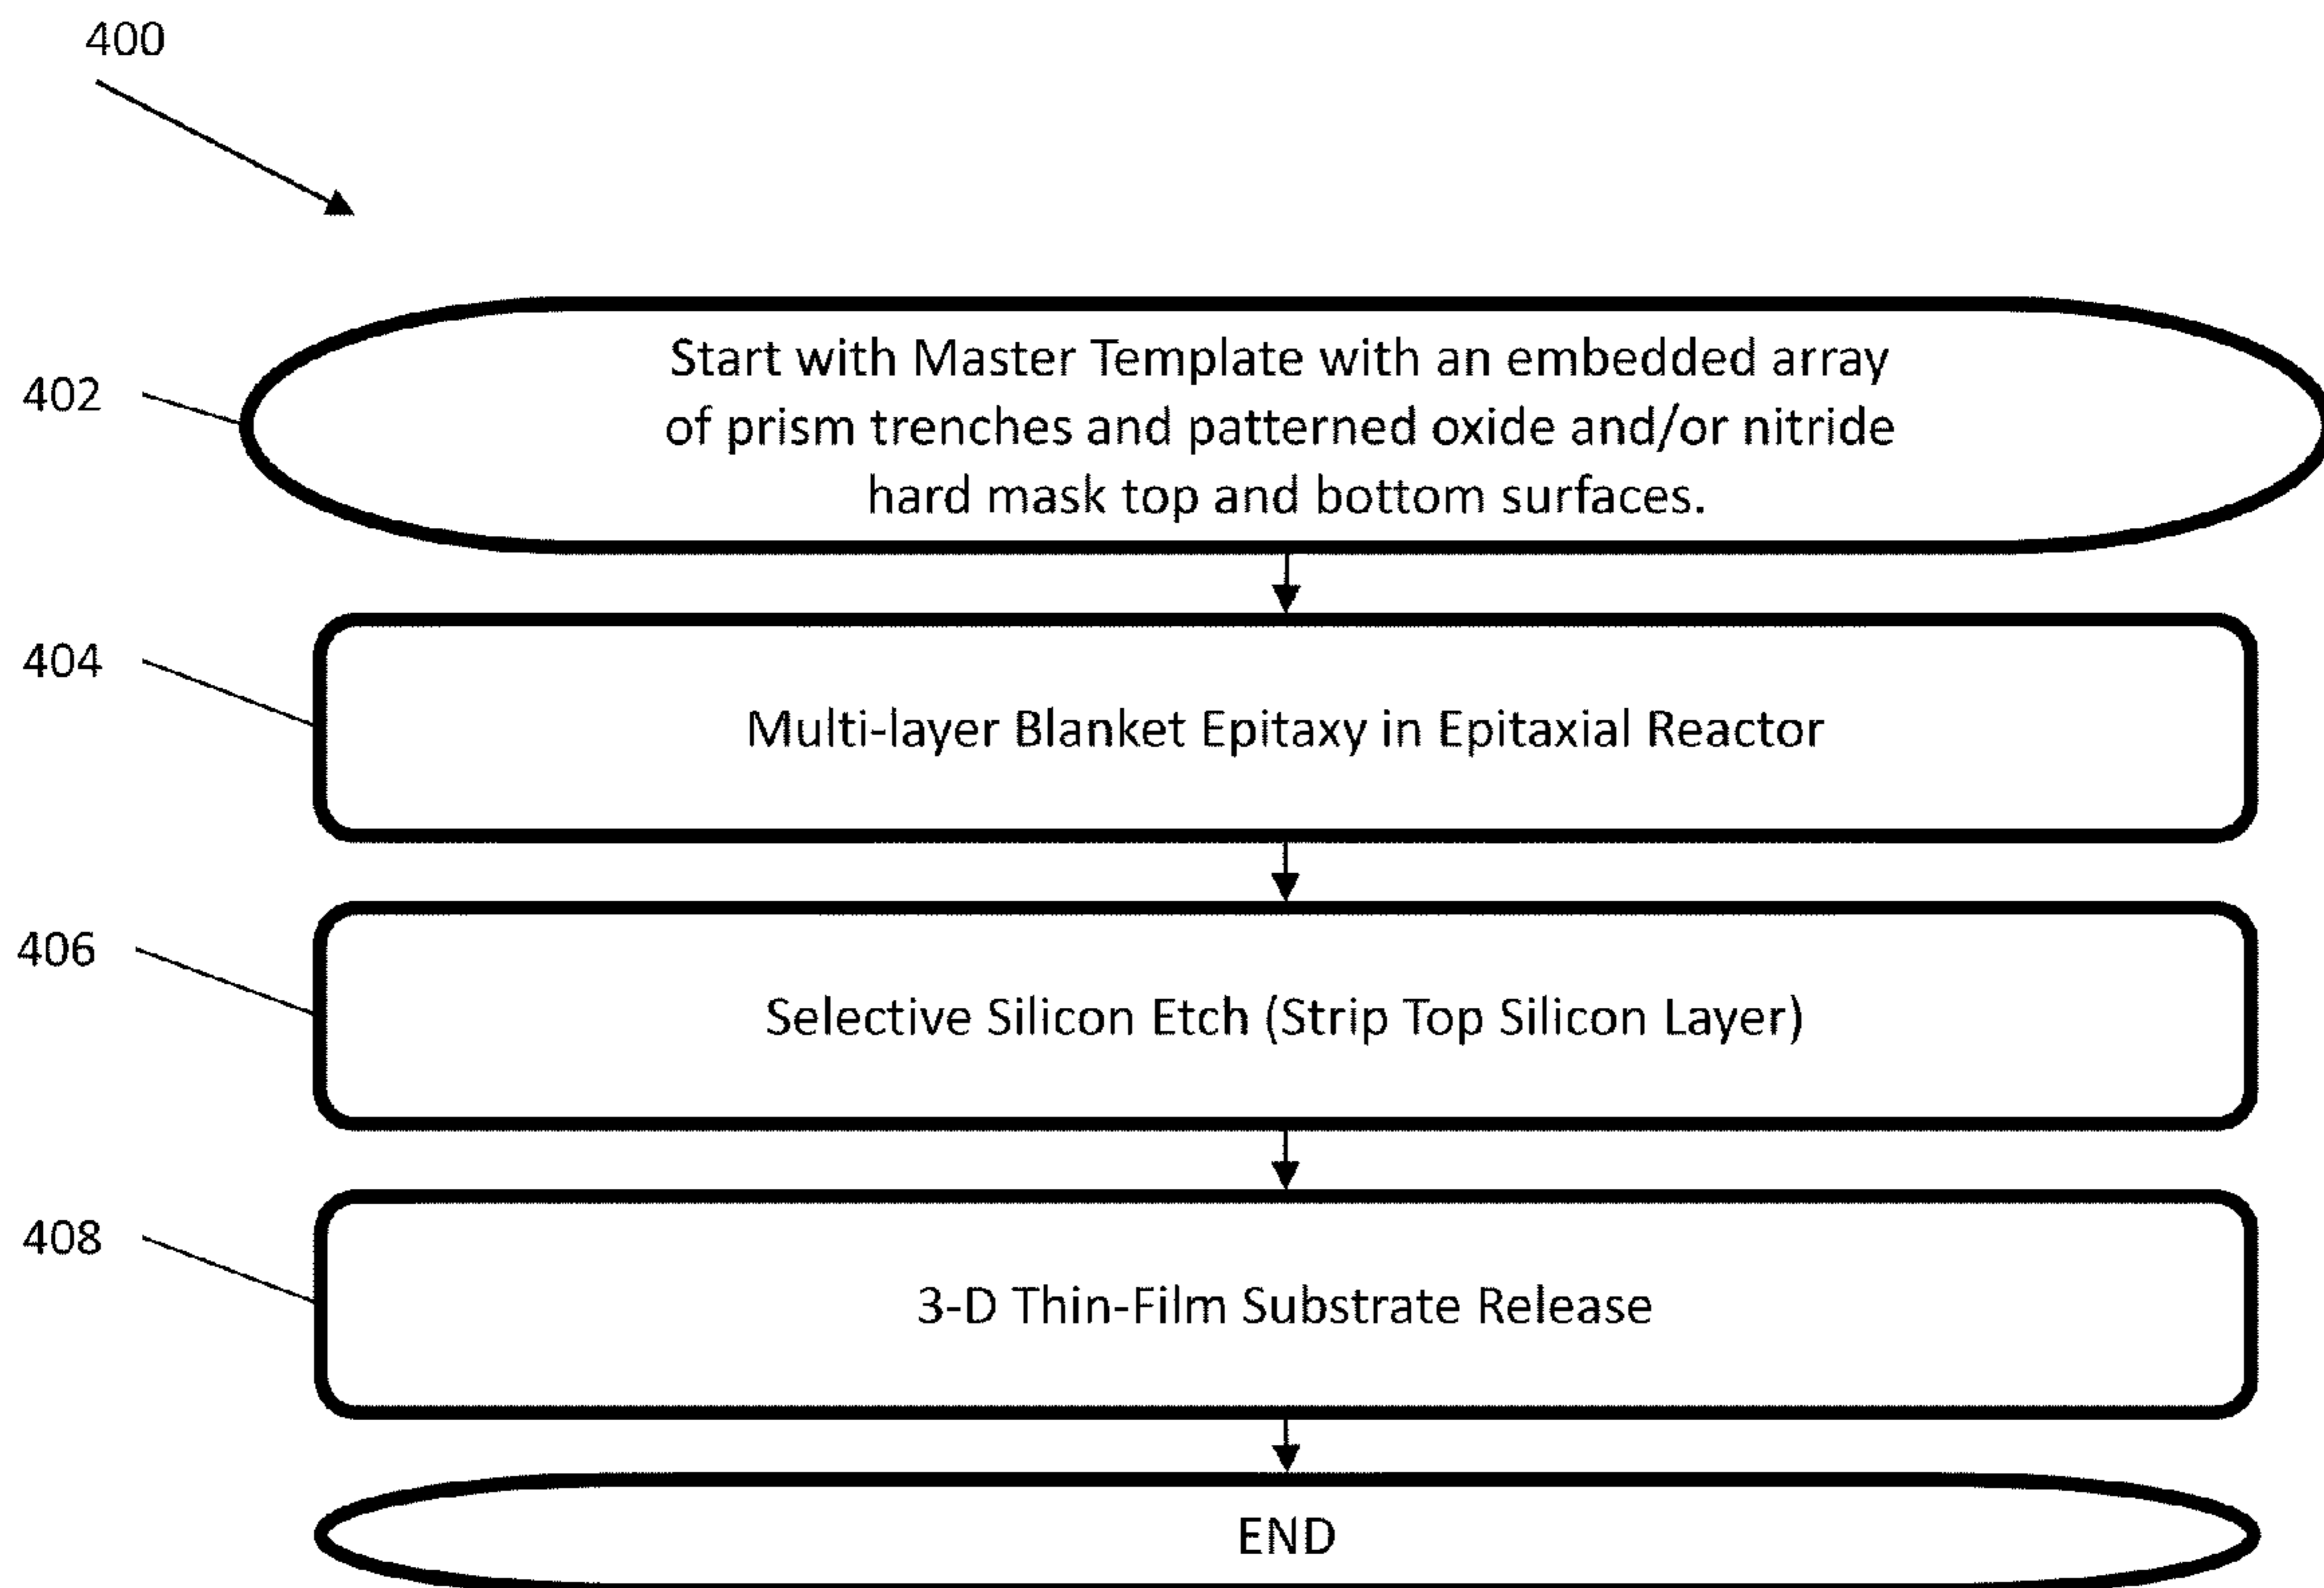 400
402
Start with Master Template with an embedded array
of prism trenches and patterned oxide and/or nitride
hard mask top and bottom surfaces.
404
Multi-layer Blanket Epitaxy in Epitaxial Reactor
406
Selective Silicon Etch (Strip Top Silicon Layer)
408
3-D Thin-Film Substrate Release
END